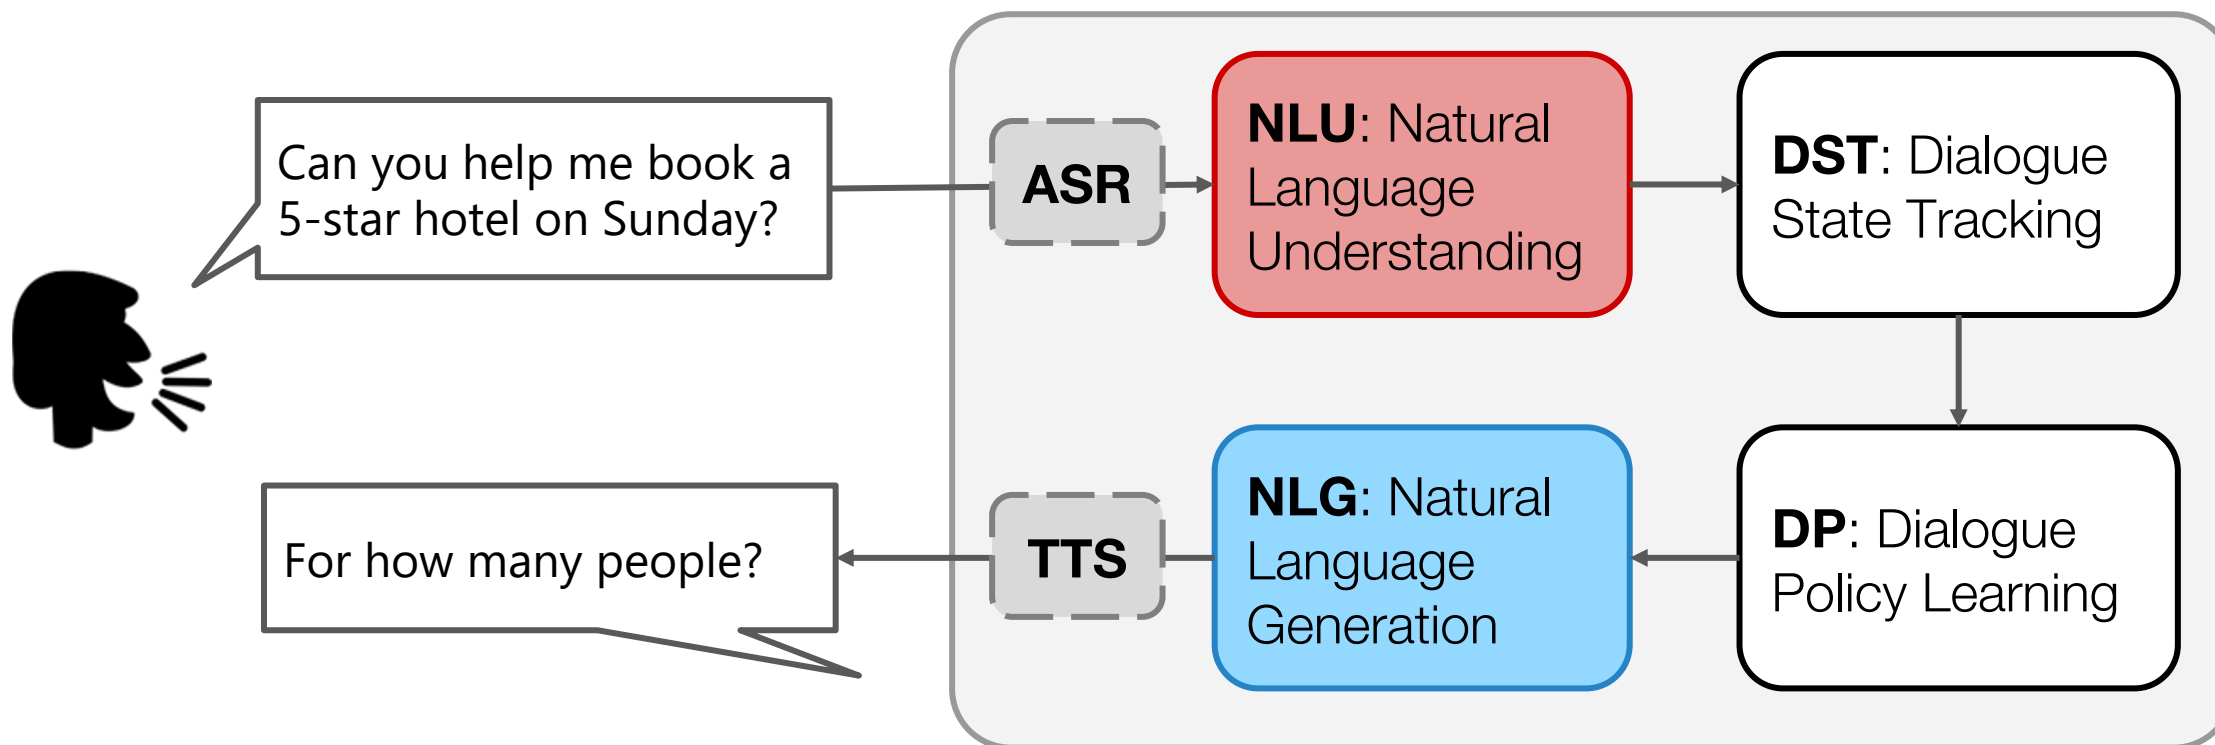 Can you help me book a
5-star hotel on Sunday?
ASR
NLU: Natural
Language
Understanding
DST: Dialogue
State Tracking
DP: Dialogue
Policy Learning
NLG: Natural
Language
Generation
TTS
For how many people?